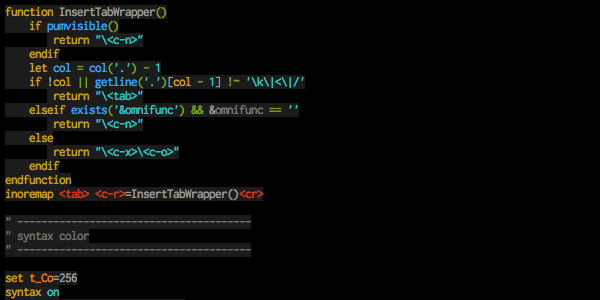 function InsertTabWrapper()
    if pumvisible()
        return "\<c-n>"
    endif
    let col = col('.') - 1
    if !col || getline('.')[col - 1] !~ '\k\|<\|/'
        return "\<tab>"
    elseif exists('&omnifunc') && &omnifunc == ''
        return "\<c-n>"
    else
        return "\<c-x>\<c-o>"
    endif
endfunction
inoremap <tab> <c-r>=InsertTabWrapper()<cr>
" ---------------------------------------
" syntax color
" ---------------------------------------
set t_Co=256
syntax on